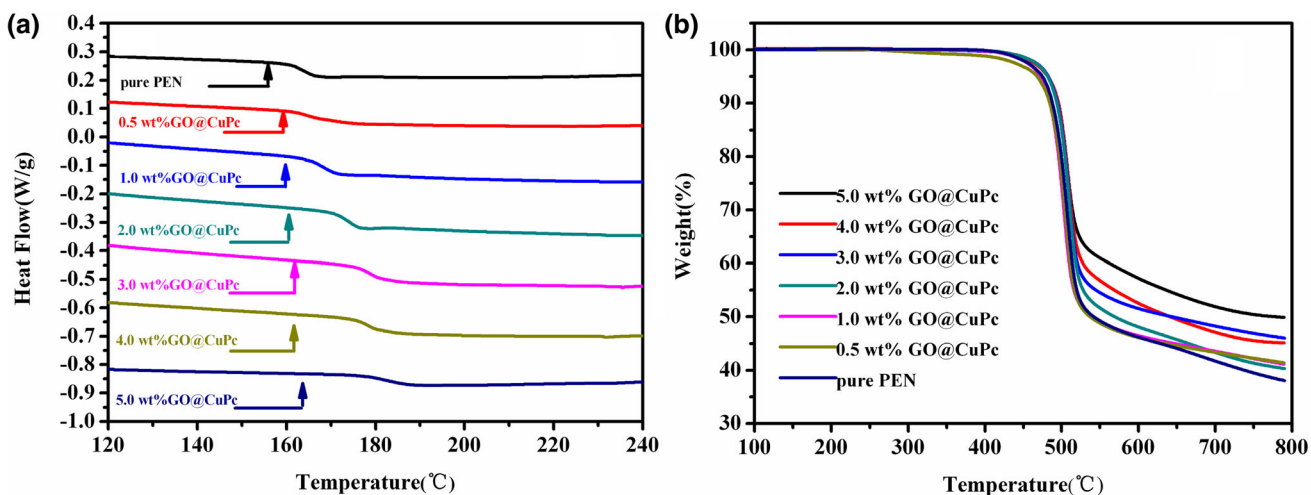 (a)
0.4
0.3
0.2
0.1
0.0
-0.1
-0.2
-0.3
-0.4
-0.5
-0.6
-0.7
-0.8
-0.9
-1.0
Heat Flow(W/g)
pure PEN
0.5 wt%GO@CuPc
1.0 wt%GO@CuPc
2.0 wt%GO@CuPc
3.0 wt%GO@CuPc
4.0 wt%GO@CuPc
5.0 wt%GO@CuPc
120 140 160 180 200 220 240
Temperature(℃)
(b)
100
90
80
70
60
50
40
30
Weight(%)
5.0 wt% GO@CuPc
4.0 wt% GO@CuPc
3.0 wt% GO@CuPc
2.0 wt% GO@CuPc
1.0 wt% GO@CuPc
0.5 wt% GO@CuPc
pure PEN
100 200 300 400 500 600 700 800
Temperature(℃)